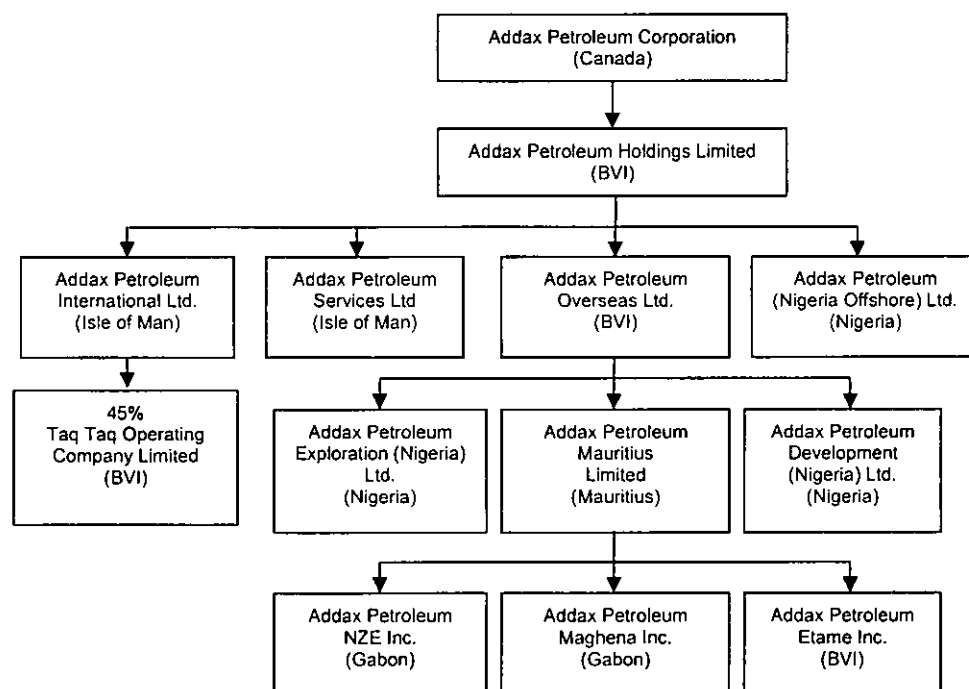 Addax Petroleum Corporation
(Canada)
Addax Petroleum Holdings Limited
(BVI)
Addax Petroleum
International Ltd.
(Isle of Man)
Addax Petroleum
Services Ltd
(Isle of Man)
Addax Petroleum
Overseas Ltd.
(BVI)
Addax Petroleum
(Nigeria Offshore) Ltd.
(Nigeria)
45%
Taq Taq Operating
Company Limited
(BVI)
Addax Petroleum
Exploration (Nigeria)
Ltd.
(Nigeria)
Addax Petroleum
Mauritius
Limited
(Mauritius)
Addax Petroleum
Development
(Nigeria) Ltd.
(Nigeria)
Addax Petroleum
NZE Inc.
(Gabon)
Addax Petroleum
Maghena Inc.
(Gabon)
Addax Petroleum
Etame Inc.
(BVI)